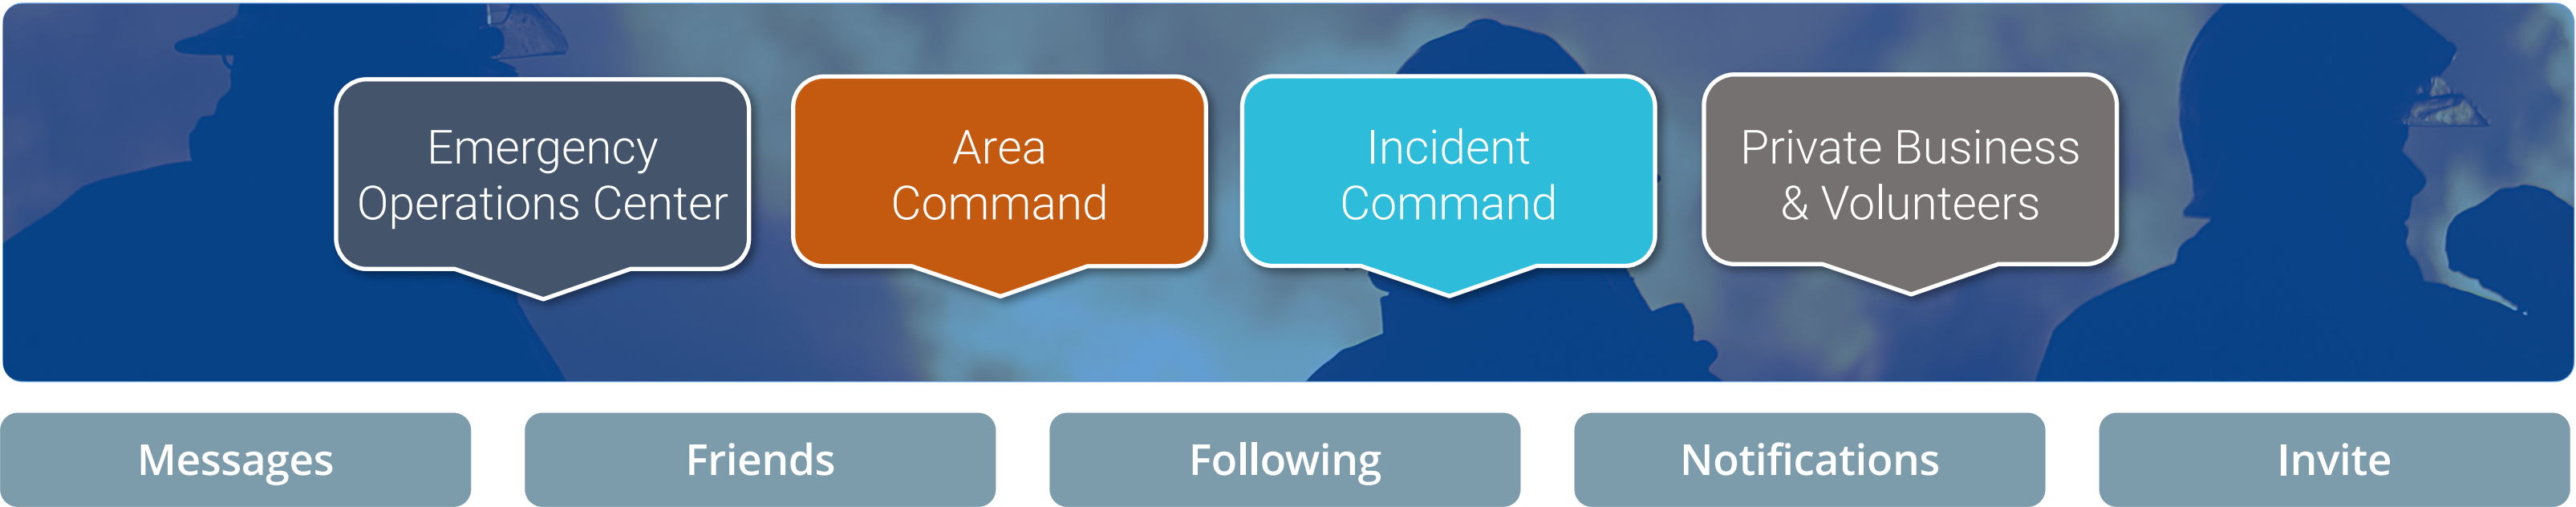 Emergency
Operations Center
Area
Command
Incident
Command
Private Business
& Volunteers
Messages
Friends
Following
Notifications
Invite